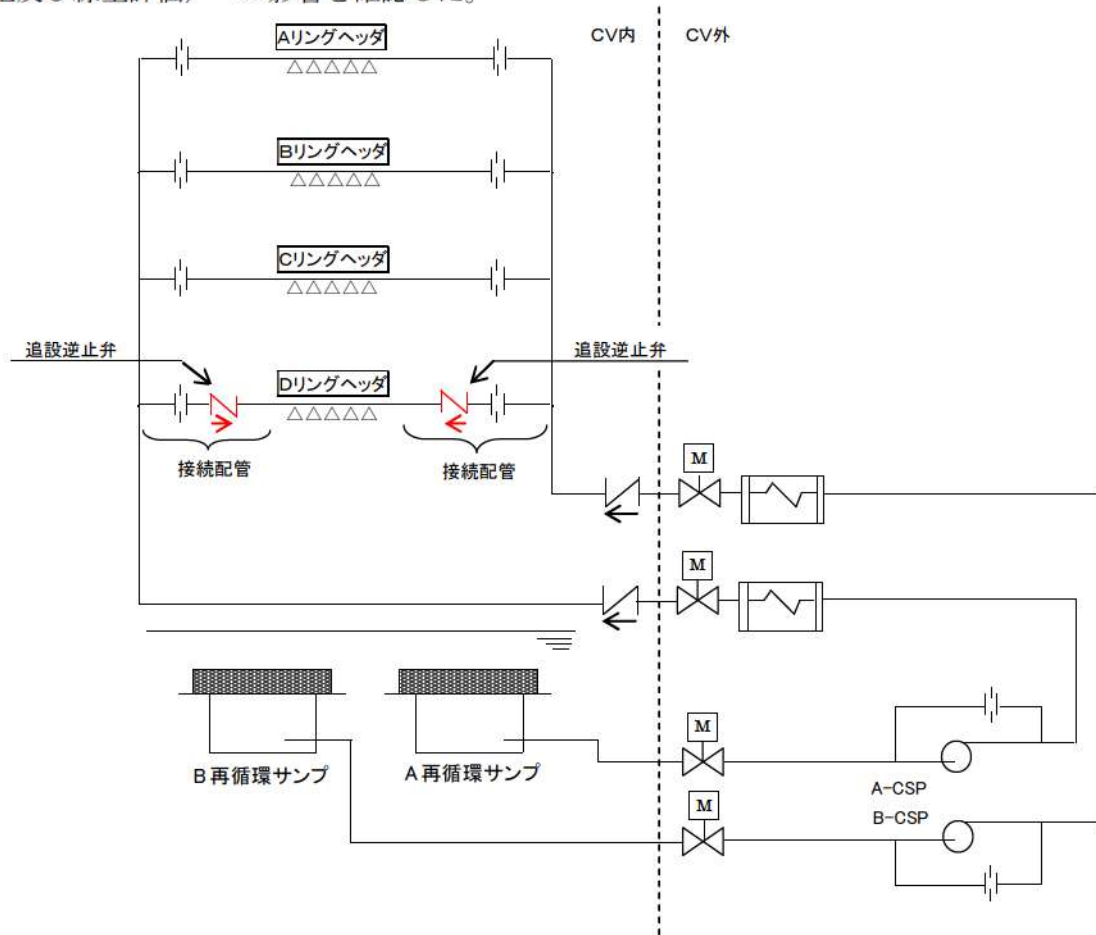 Aリングヘッダ
CV内
CV外
Bリングヘッダ
Cリングヘッダ
追設逆止弁
追設逆止弁
Dリングヘッダ
接続配管
接続配管
M
M
M
B再循環サンプ
A再循環サンプ
A-CSP
M
B-CSP